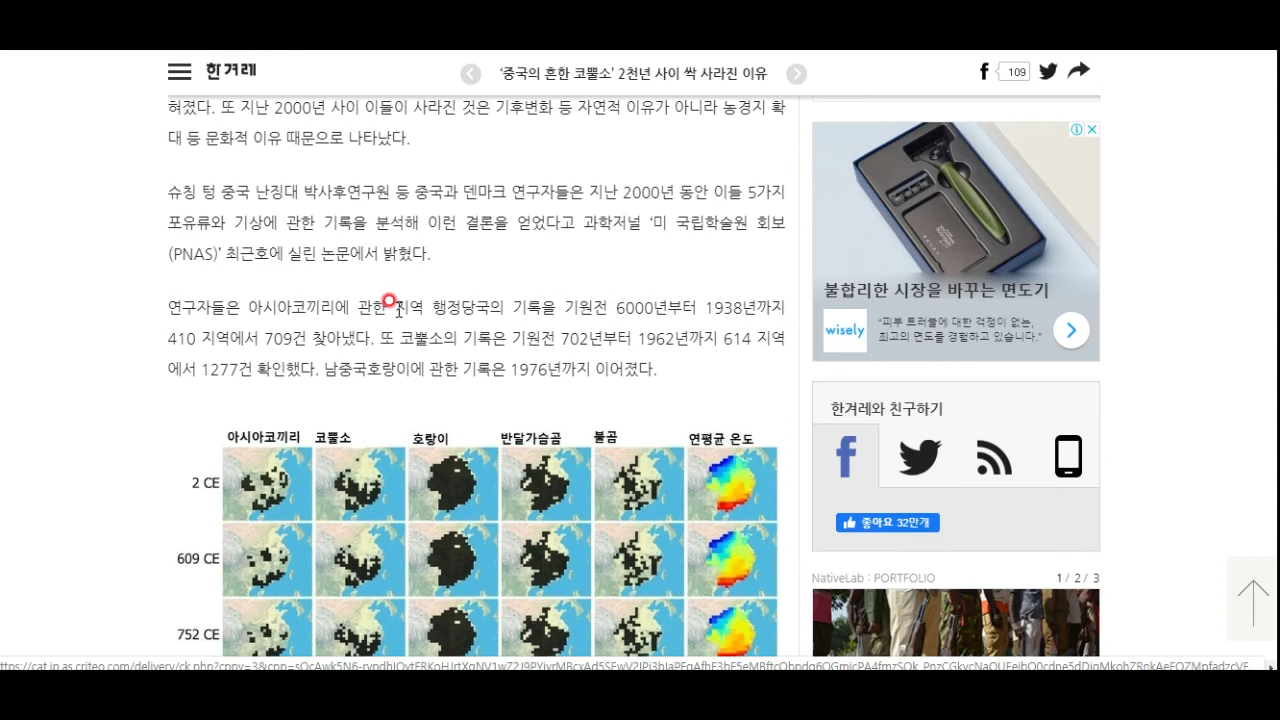 한겨레
‘중국의 흔한 코뿔소’ 2천년 사이 싹 사라진 이유
109
혀졌다. 또 지난 2000년 사이 이들이 사라진 것은 기후변화 등 자연적 이유가 아니라 농경지 확
대 등 문화적 이유 때문으로 나타났다.
슈칭 텅 중국 난징대 박사후연구원 등 중국과 덴마크 연구자들은 지난 2000년 동안 이들 5가지
포유류와 기상에 관한 기록을 분석해 이런 결론을 얻었다고 과학저널 ‘미 국립학술원 회보
(PNAS)’ 최근호에 실린 논문에서 밝혔다.
연구자들은 아시아코끼리에 관한 지역 행정당국의 기록을 기원전 6000년부터 1938년까지
410 지역에서 709건 찾아냈다. 또 코뿔소의 기록은 기원전 702년부터 1962년까지 614 지역
에서 1277건 확인했다. 남중국호랑이에 관한 기록은 1976년까지 이어졌다.
아시아코끼리 코뿔소 호랑이 반달가슴곰 불곰 연평균 온도
2 CE
609 CE
752 CE
불합리한 시장을 바꾸는 면도기
wisely
“피부 트러블에 대한 걱정이 없는,
최고의 면도를 경험하고 있습니다.”
한겨레와 친구하기
좋아요 32만개
NativeLab : PORTFOLIO
1 / 2 / 3